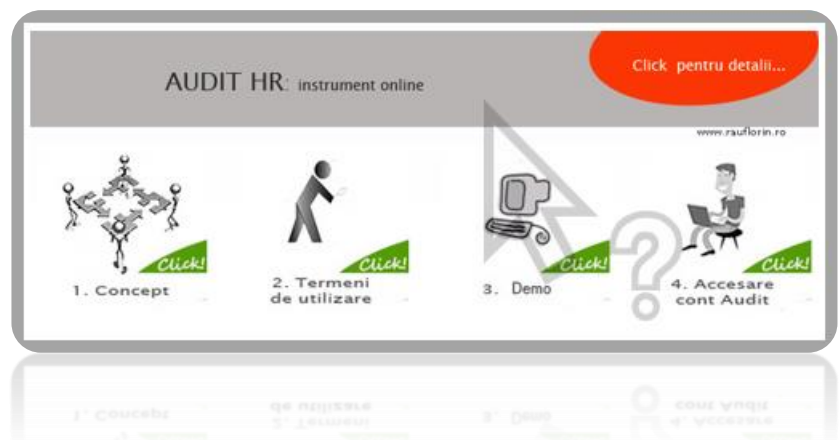 AUDIT HR: instrument online
Click pentru detalii...
www.rauflorin.ro
Click!
Click!
Click!
Click!
1. Concept
2. Termeni
de utilizare
3. Demo
4. Accesare
cont Audit